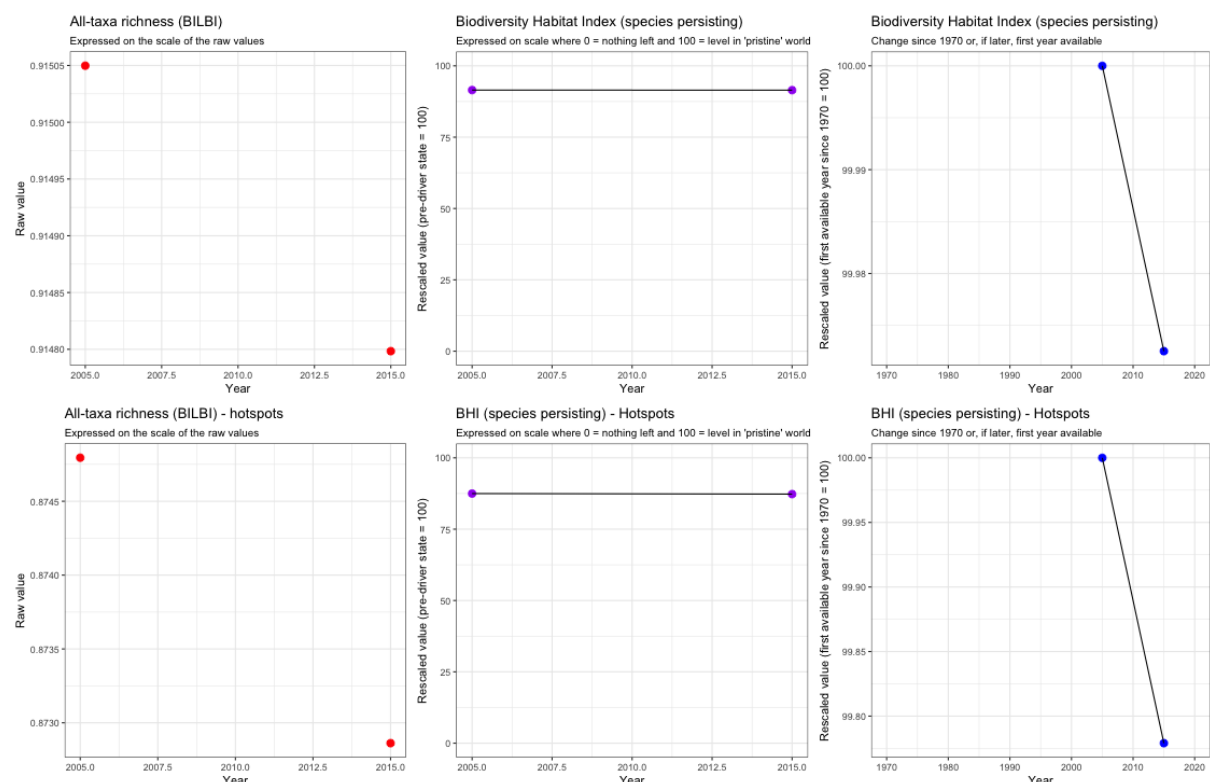 All-taxa richness (BILBI)
Expressed on the scale of the raw values
Raw value
0.91505
0.91500
0.91495
0.91490
0.91485
0.91480
2005.0 2007.5 2010.0 2012.5 2015.0
Year
Biodiversity Habitat Index (species persisting)
Expressed on scale where 0 = nothing left and 100 = level in 'pristine' world
Rescaled value (pre-driver state = 100)
100
75
50
25
0
2005.0 2007.5 2010.0 2012.5 2015.0
Year
Biodiversity Habitat Index (species persisting)
Change since 1970 or, if later, first year available
Rescaled value (first available year since 1970 = 100)
100.00
99.99
99.98
1970 1980 1990 2000 2010 2020
Year
All-taxa richness (BILBI) - hotspots
Expressed on the scale of the raw values
Raw value
0.8745
0.8740
0.8735
0.8730
2005.0 2007.5 2010.0 2012.5 2015.0
Year
BHI (species persisting) - Hotspots
Expressed on scale where 0 = nothing left and 100 = level in 'pristine' world
Rescaled value (pre-driver state = 100)
100
75
50
25
0
2005.0 2007.5 2010.0 2012.5 2015.0
Year
BHI (species persisting) - Hotspots
Change since 1970 or, if later, first year available
Rescaled value (first available year since 1970 = 100)
100.00
99.95
99.90
99.85
99.80
1970 1980 1990 2000 2010 2020
Year